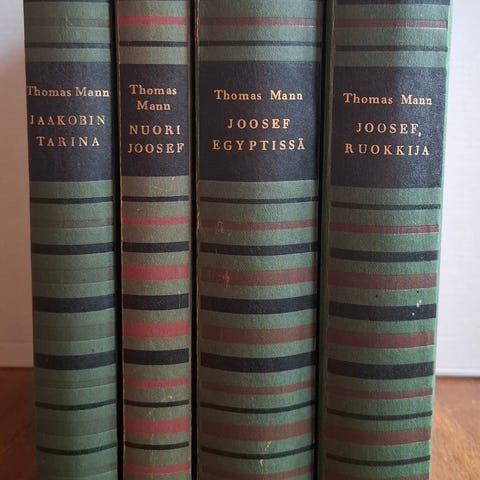 Thomas Mann
JAAKOBIN
TARINA
Thomas
Mann
NUORI
JOOSEF
Thomas Mann
JOOSEF
EGYPTISSÄ
Thomas Mann
JOOSEF,
RUOKKIJA